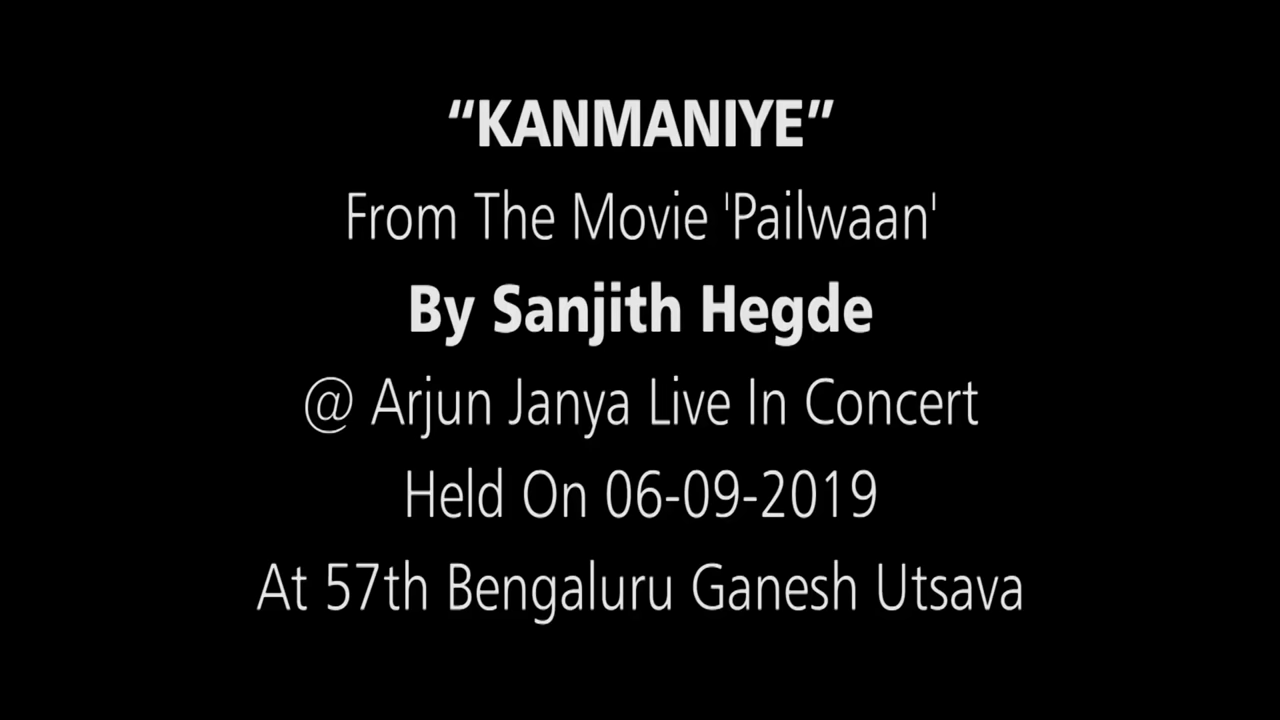 “KANMANIYE”
From The Movie 'Pailwaan'
By Sanjith Hegde
@ Arjun Janya Live In Concert
Held On 06-09-2019
At 57th Bengaluru Ganesh Utsava